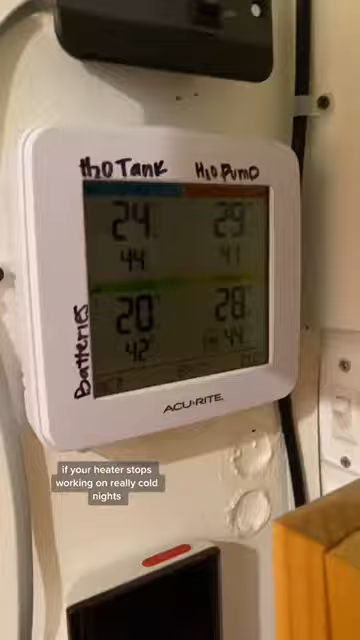 H2O Tank H2O Pump
24 29
44 41
20 28
42 44
Batteries
ACU·RITE
if your heater stops
working on really cold
nights